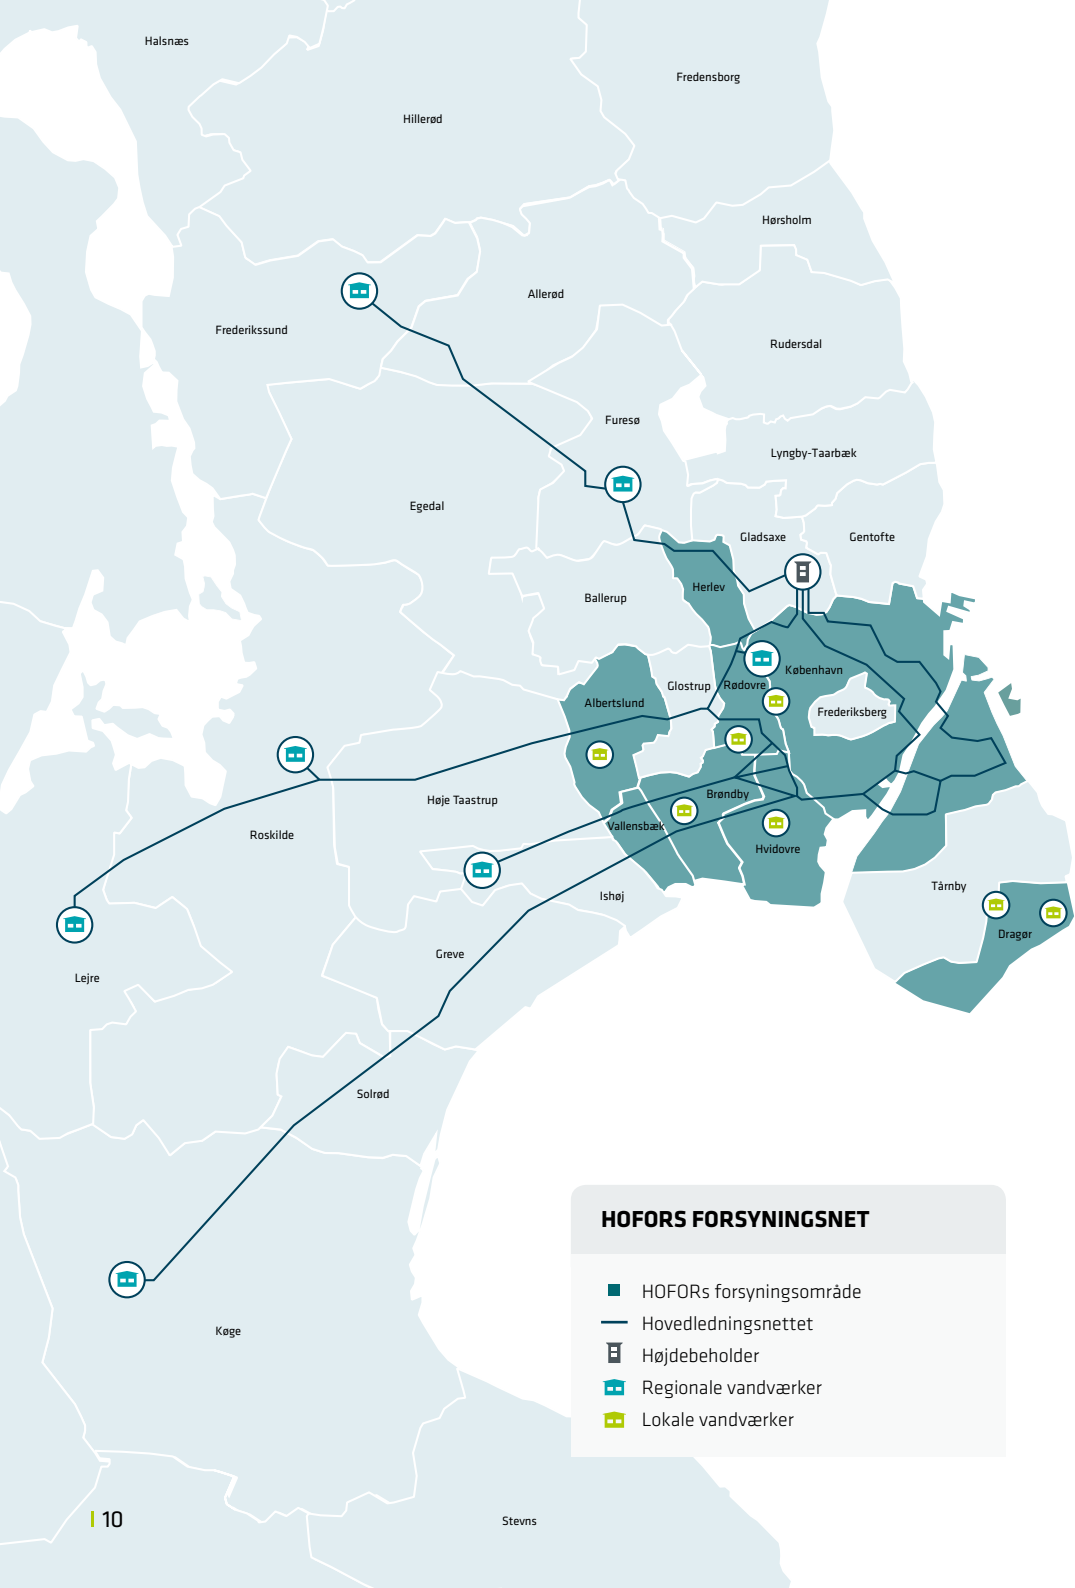 Halsnæs
Fredensborg
Hillerød
Hørsholm
Allerød
Frederikssund
Rudersdal
Furesø
Lyngby-Taarbæk
Egedal
Gladsaxe
Gentofte
Herlev
Ballerup
København
Glostrup
Rødovre
Albertslund
Frederiksberg
Høje Taastrup
Brøndby
Vallensbæk
Roskilde
Hvidovre
Tårnby
Ishøj
Dragør
Greve
Lejre
Solrød
HOFORS FORSYNINGSNET
HOFORs forsyningsområde
Hovedledningsnettet
Højdebeholder
Regionale vandværker
Lokale vandværker
Køge
10
Stevns